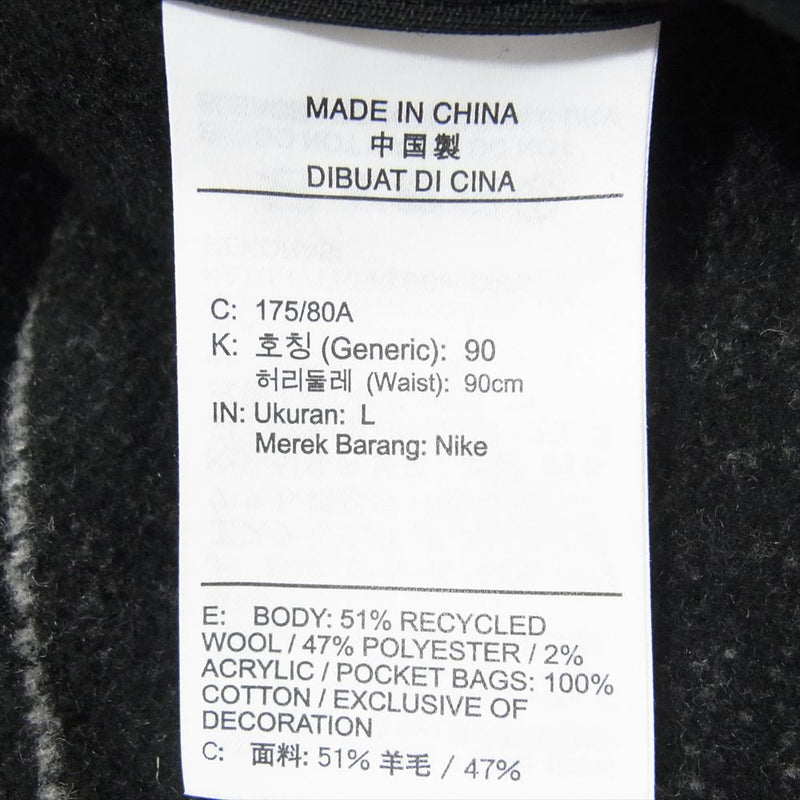 MADE IN CHINA
中国製
DIBUAT DI CINA
C: 175/80A
K: 호칭 (Generic): 90
허리둘레 (Waist): 90cm
IN: Ukuran: L
Merek Barang: Nike
E: BODY: 51% RECYCLED
WOOL / 47% POLYESTER / 2%
ACRYLIC / POCKET BAGS: 100%
COTTON / EXCLUSIVE OF
DECORATION
C: 面料: 51% 羊毛 / 47%